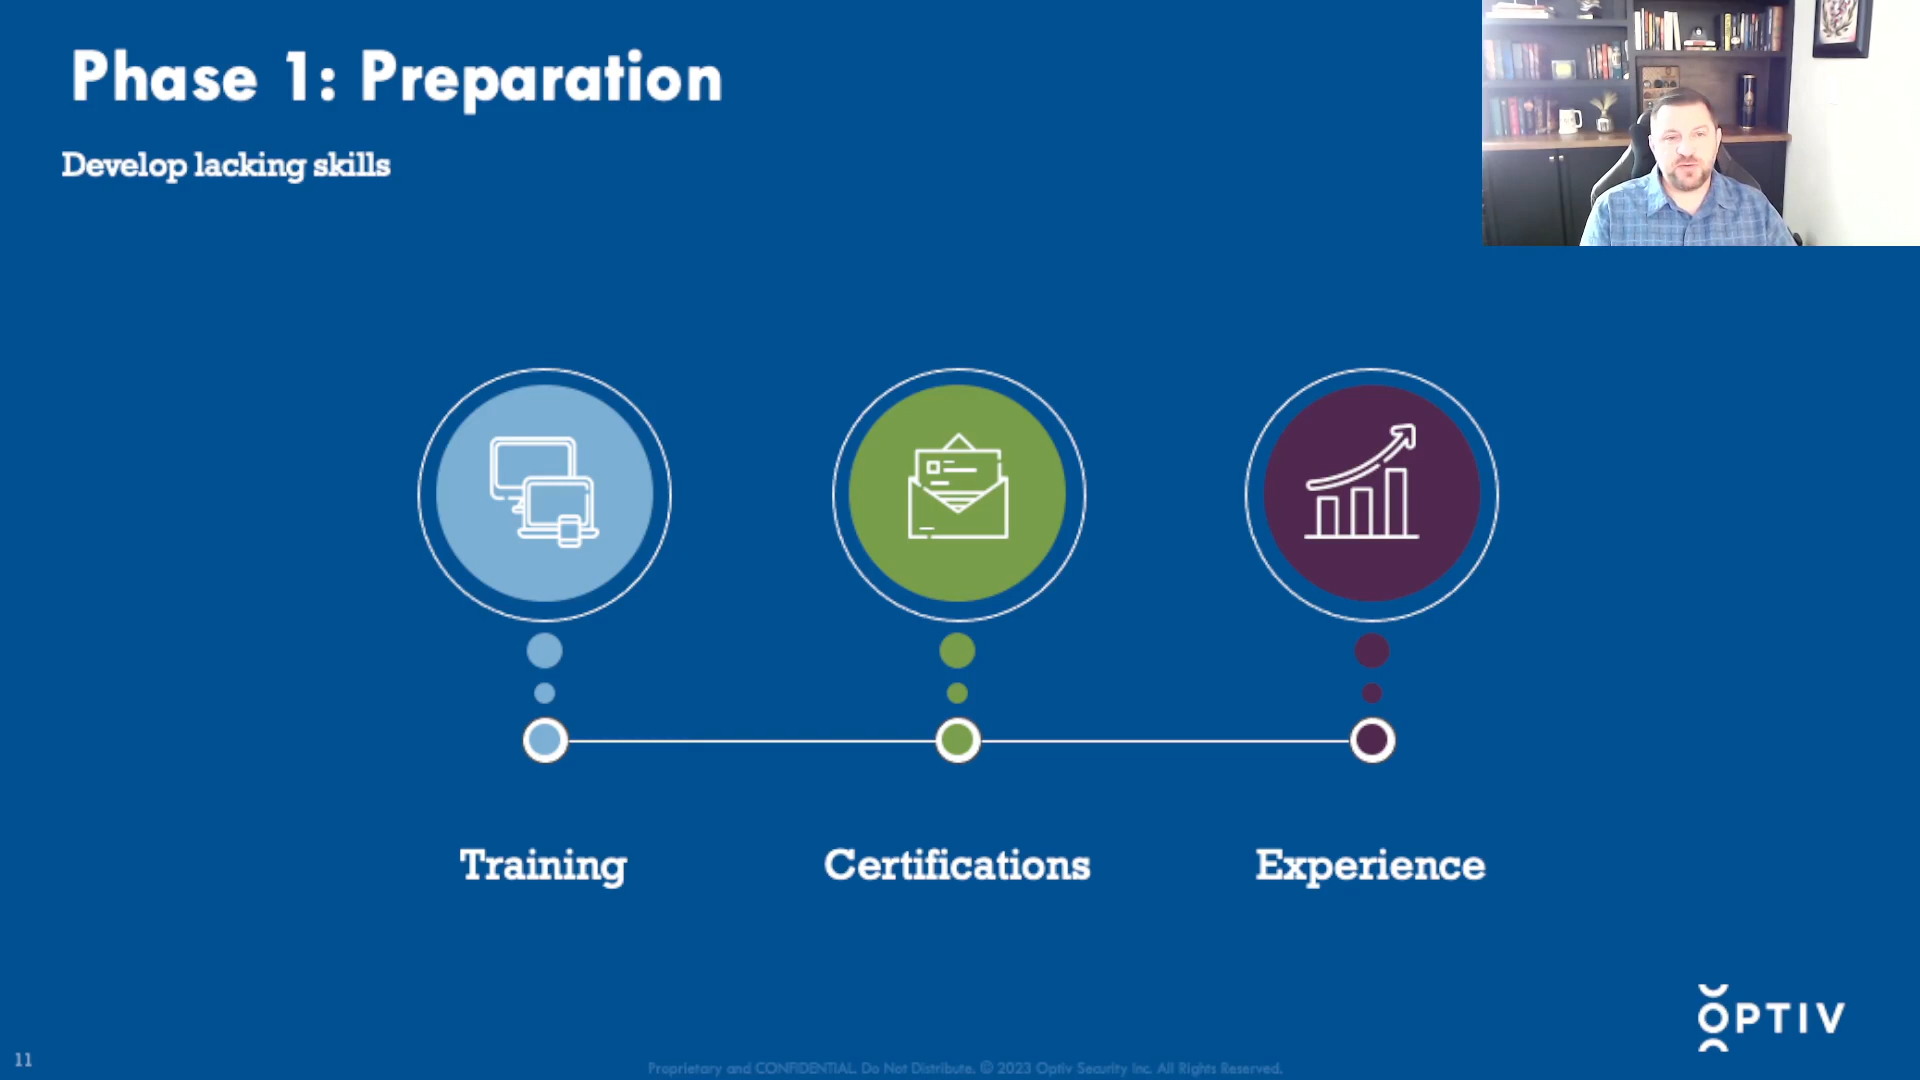 Phase 1: Preparation
Develop lacking skills
Training
Certifications
Experience
OPTIV
11
Proprietary and CONFIDENTIAL. Do Not Distribute. © 2023 Optiv Security Inc. All Rights Reserved.